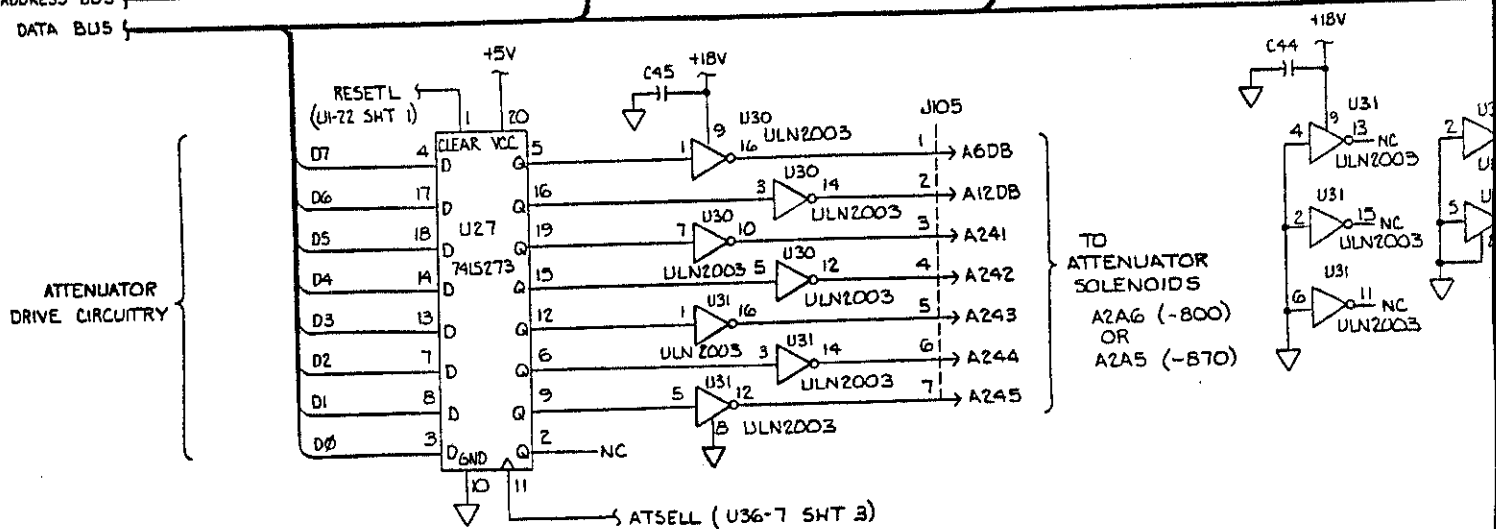 ADDRESS BUS
DATA BUS
+5V
RESETL
(U1-22 SHT 1)
1
20
CLEAR VCC
C45
+18V
9
U30
ULN2003
J105
D7
4
D
Q
5
1
16
1
A6DB
D6
17
D
Q
16
3
U30
14
ULN2003
2
A12DB
D5
18
D
U27
Q
19
7
U30
10
ULN2003
3
A241
D4
14
D
74LS273
Q
15
5
U30
12
ULN2003
4
A242
D3
13
D
Q
12
1
U31
16
ULN2003
5
A243
D2
7
D
Q
6
3
U31
14
ULN2003
6
A244
D1
8
D
Q
9
5
U31
12
8
ULN2003
7
A245
DØ
3
D
GND
Q
2
NC
10
11
ATSELL (U36-7 SHT 3)
ATTENUATOR
DRIVE CIRCUITRY
TO
ATTENUATOR
SOLENOIDS
A2A6 (-800)
OR
A2A5 (-870)
C44
+18V
9
U31
4
13
NC
ULN2003
U31
2
15
NC
ULN2003
U31
6
11
NC
ULN2003
2
5